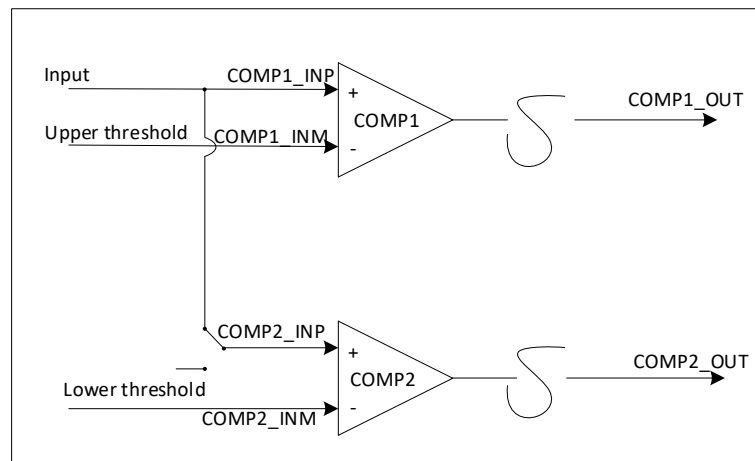 Input
COMP1_INP
+
COMP1
COMP1_OUT
Upper threshold
COMP1_INM
-
COMP2_INP
+
COMP2
COMP2_OUT
Lower threshold
COMP2_INM
-